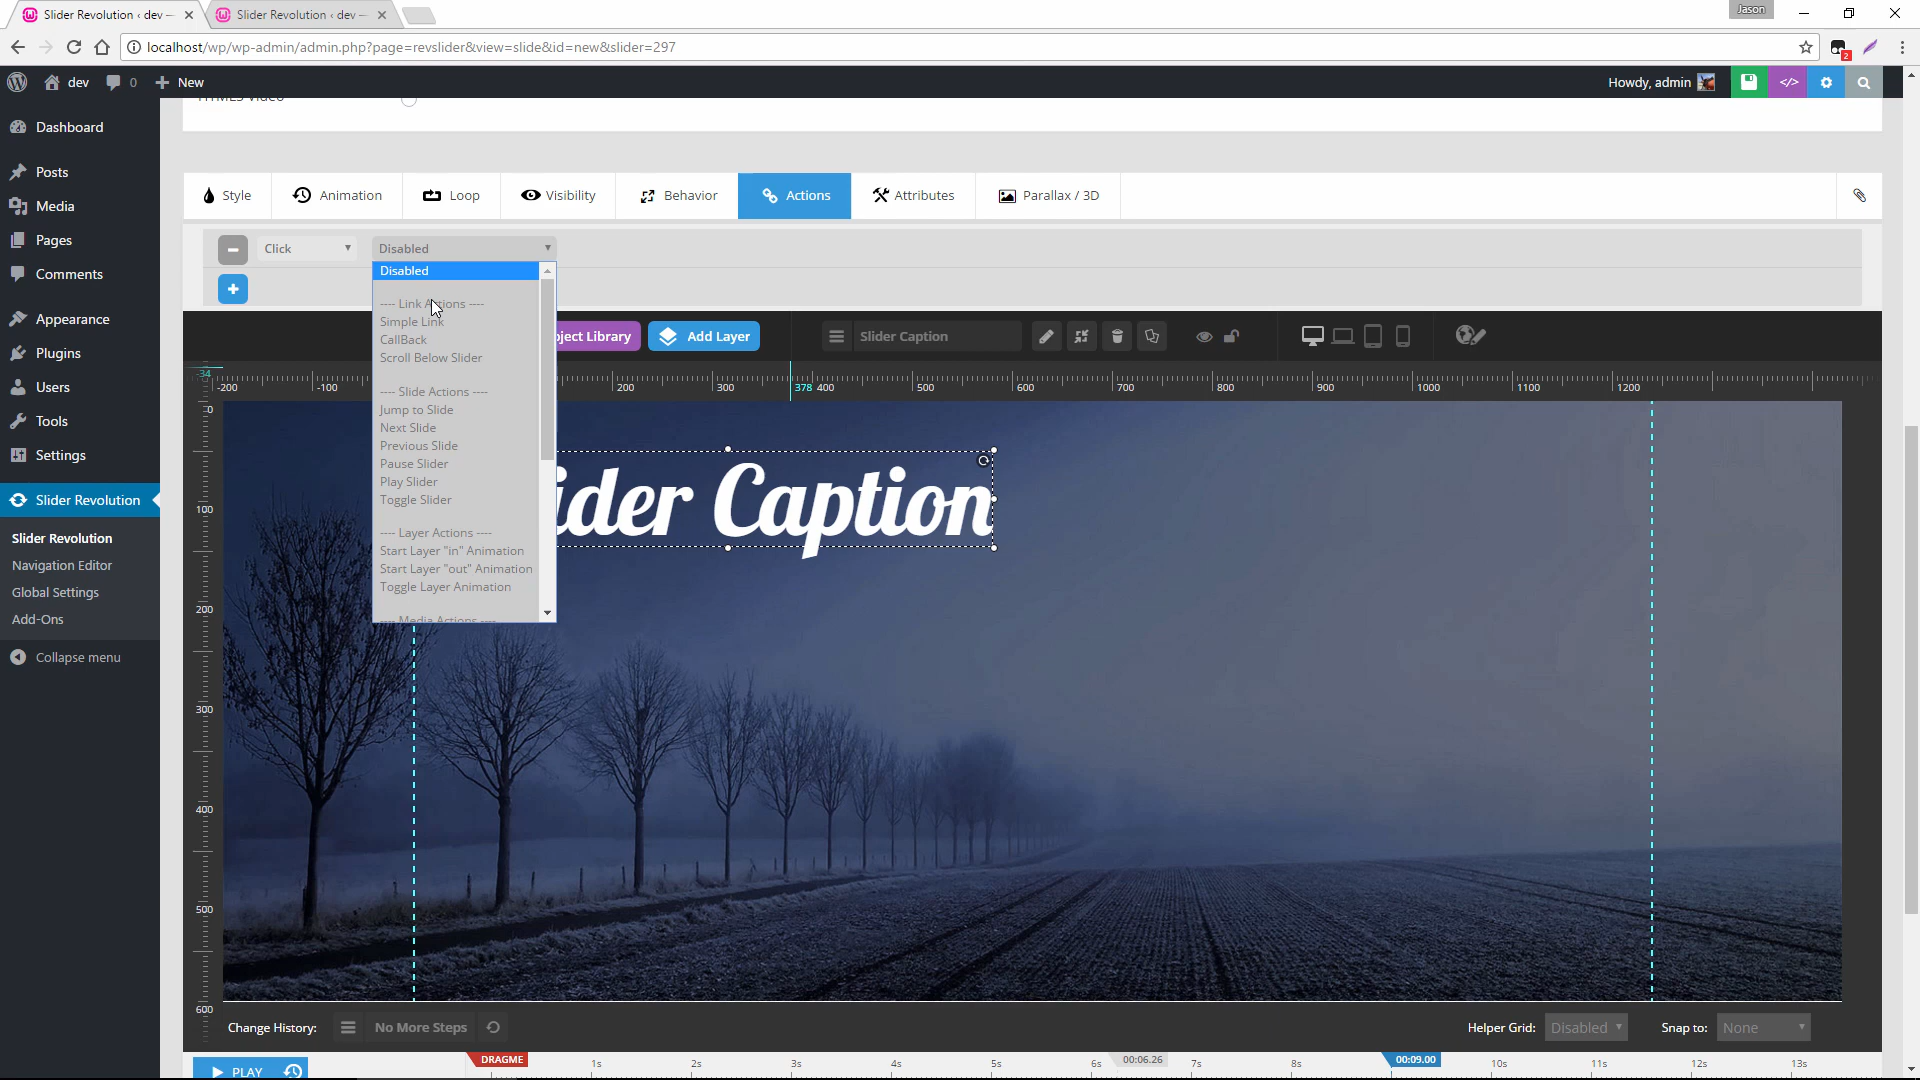 Slider Revolution ‹ dev —
Slider Revolution ‹ dev —
Jason
localhost/wp/wp-admin/admin.php?page=revslider&view=slide&id=new&slider=297
2
dev
0
New
Howdy, admin
</>
Dashboard
Posts
Media
Pages
Comments
Appearance
Plugins
Users
Tools
Settings
Slider Revolution
Slider Revolution
Navigation Editor
Global Settings
Add-Ons
Collapse menu
HTML5 Video
Style
Animation
Loop
Visibility
Behavior
Actions
Attributes
Parallax / 3D
Click
Disabled
Disabled
---- Link Actions ----
Simple Link
CallBack
Scroll Below Slider
---- Slide Actions ----
Jump to Slide
Next Slide
Previous Slide
Pause Slider
Play Slider
Toggle Slider
---- Layer Actions ----
Start Layer "in" Animation
Start Layer "out" Animation
Toggle Layer Animation
---- Media Actions ----
ject Library
Add Layer
Slider Caption
-34
-200
-100
200
300
378
400
500
600
700
800
900
1000
1100
1200
0
100
200
300
400
500
600
ider Caption
Change History:
No More Steps
Helper Grid:
Disabled
Snap to:
None
PLAY
DRAGME
1s
2s
3s
4s
5s
6s
00:06.26
7s
8s
00:09.00
10s
11s
12s
13s